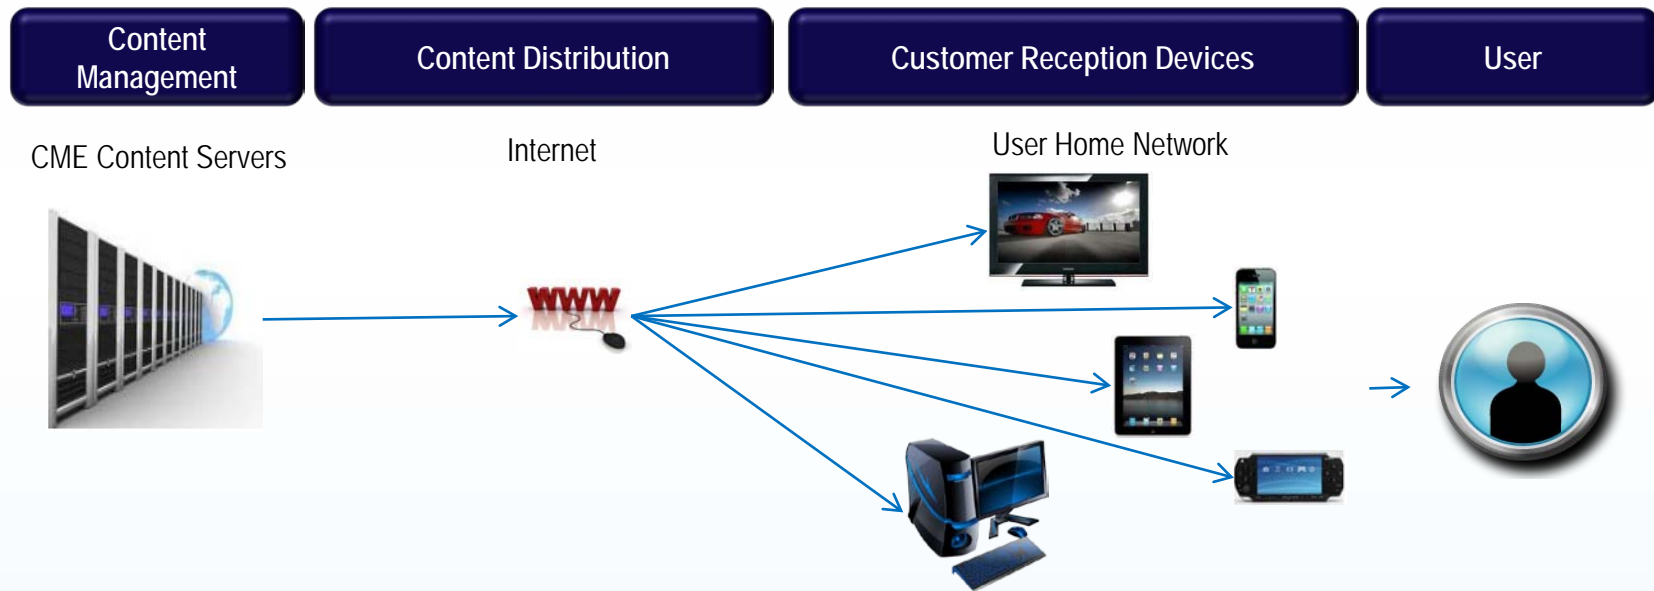 Content
Management
Content Distribution
Customer Reception Devices
User
CME Content Servers
Internet
User Home Network
www